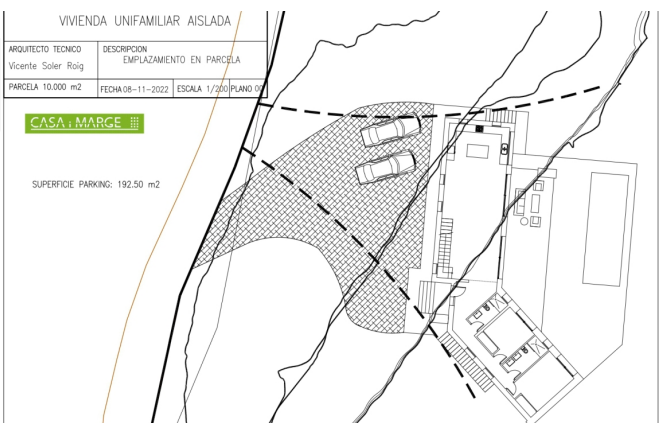 VIVIENDA UNIFAMILIAR AISLADA
ARQUITECTO TECNICO
Vicente Soler Roig
DESCRIPCION
EMPLAZAMIENTO EN PARCELA
PARCELA 10.000 m2
FECHA 08-11-2022
ESCALA 1/200
PLANO 00
CASA I MARGE
SUPERFICIE PARKING: 192.50 m2